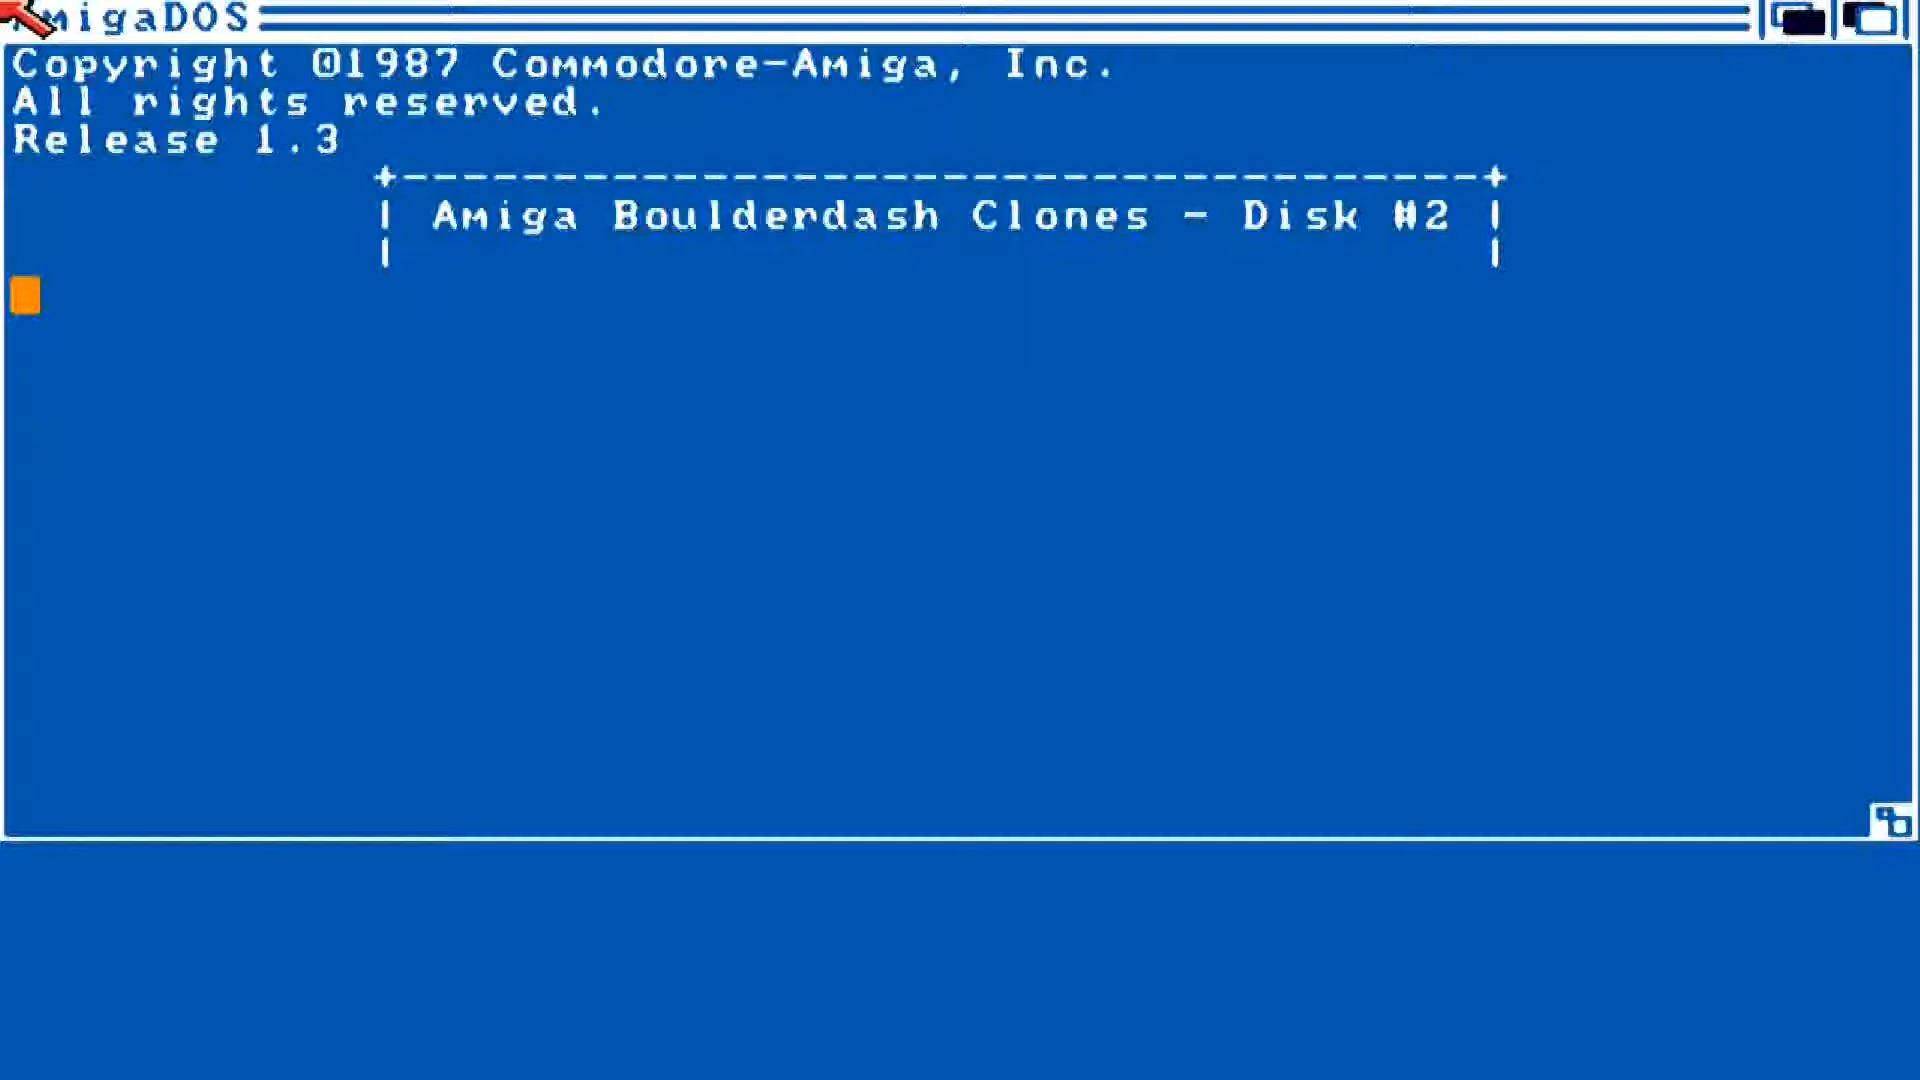 AmigaDOS
Copyright ©1987 Commodore-Amiga, Inc.
All rights reserved.
Release 1.3
+------------------------------------+
| Amiga Boulderdash Clones - Disk #2 |
| |